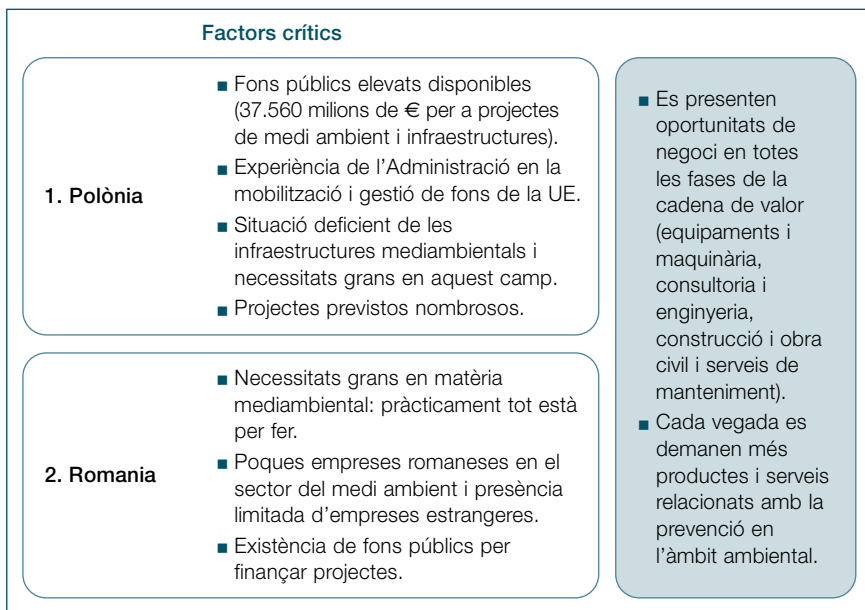 Factors crítics
1. Polònia
■ Fons públics elevats disponibles
(37.560 milions de € per a projectes
de medi ambient i infraestructures).
■ Experiència de l'Administració en la
mobilització i gestió de fons de la UE.
■ Situació deficient de les
infraestructures mediambientals i
necessitats grans en aquest camp.
■ Projectes previstos nombrosos.
2. Romania
■ Necessitats grans en matèria
mediambiental: pràcticament tot està
per fer.
■ Poques empreses romaneses en el
sector del medi ambient i presència
limitada d'empreses estrangeres.
■ Existència de fons públics per
finançar projectes.
■ Es presenten
oportunitats de
negoci en totes
les fases de la
cadena de valor
(equipaments i
maquinària,
consultoria i
enginyeria,
construcció i obra
civil i serveis de
manteniment).
■ Cada vegada es
demanen més
productes i serveis
relacionats amb la
prevenció en
l'àmbit ambiental.